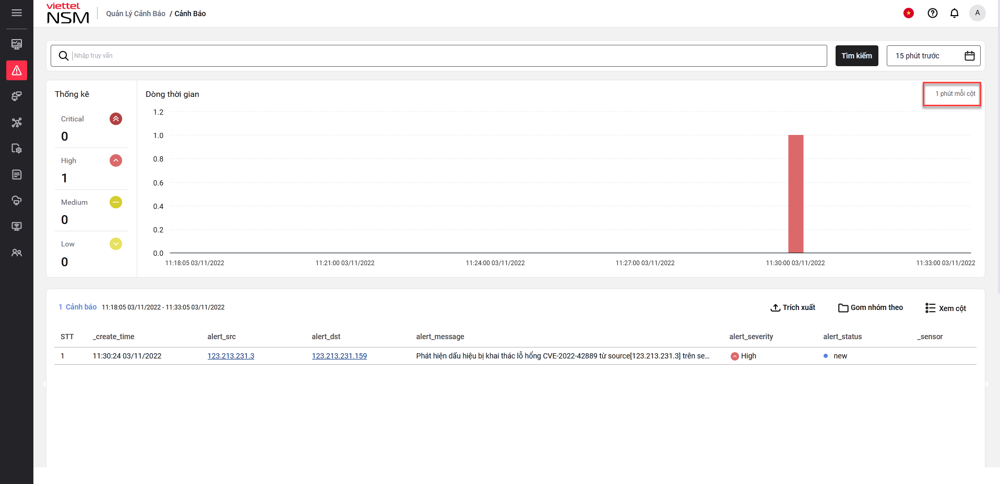 viettel
NSM
Quản Lý Cảnh Báo / Cảnh Báo
A
Nhập truy vấn
Tìm kiếm
15 phút trước
Thống kê
Critical
0
High
1
Medium
0
Low
0
Dòng thời gian
1 phút mỗi cột
1.2
1.0
0.8
0.6
0.4
0.2
0.0
11:18:05 03/11/2022 11:21:00 03/11/2022 11:24:00 03/11/2022 11:27:00 03/11/2022 11:30:00 03/11/2022 11:33:00 03/11/2022
1 Cảnh báo 11:18:05 03/11/2022 - 11:33:05 03/11/2022
Trích xuất Gom nhóm theo Xem cột
STT _create_time alert_src alert_dst alert_message alert_severity alert_status _sensor
1 11:30:24 03/11/2022 123.213.231.3 123.213.231.159 Phát hiện dấu hiệu bị khai thác lỗ hổng CVE-2022-42889 từ source[123.213.231.3] trên se... High new